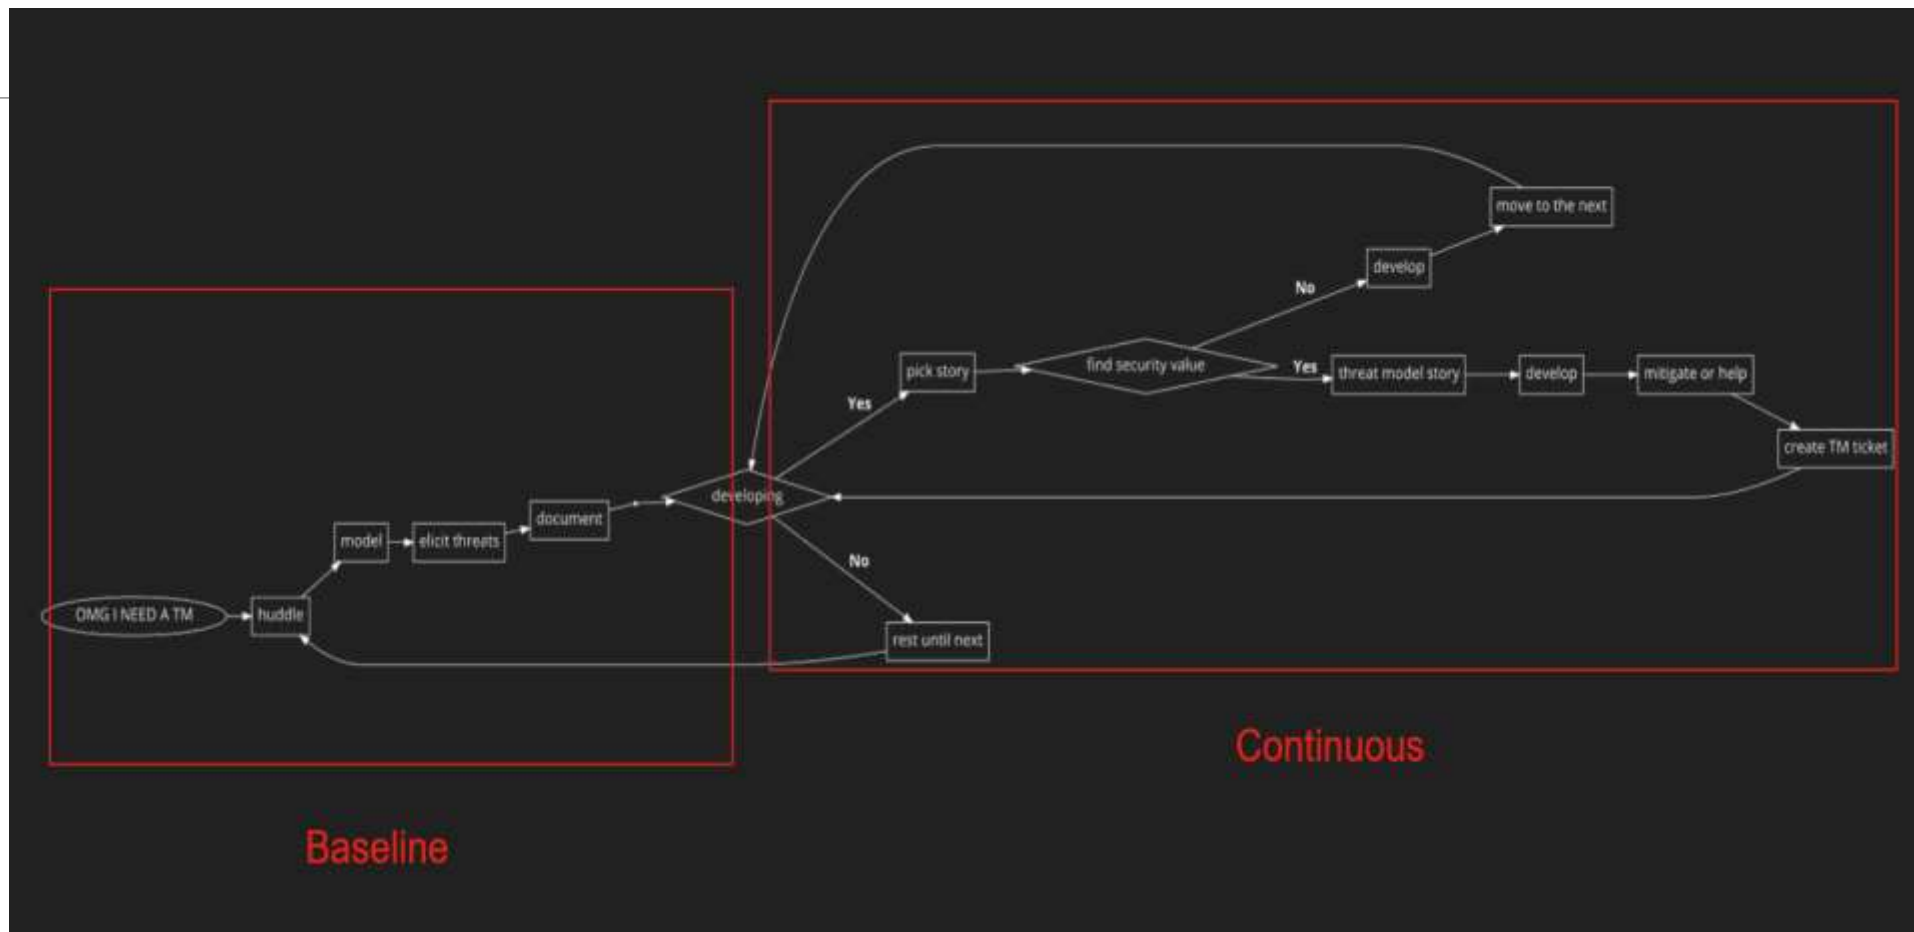 OMG I NEED A TM
huddle
model
elicit threats
document
developing
Yes
pick story
find security value
No
develop
move to the next
Yes
threat model story
develop
mitigate or help
create TM ticket
No
rest until next
Baseline
Continuous